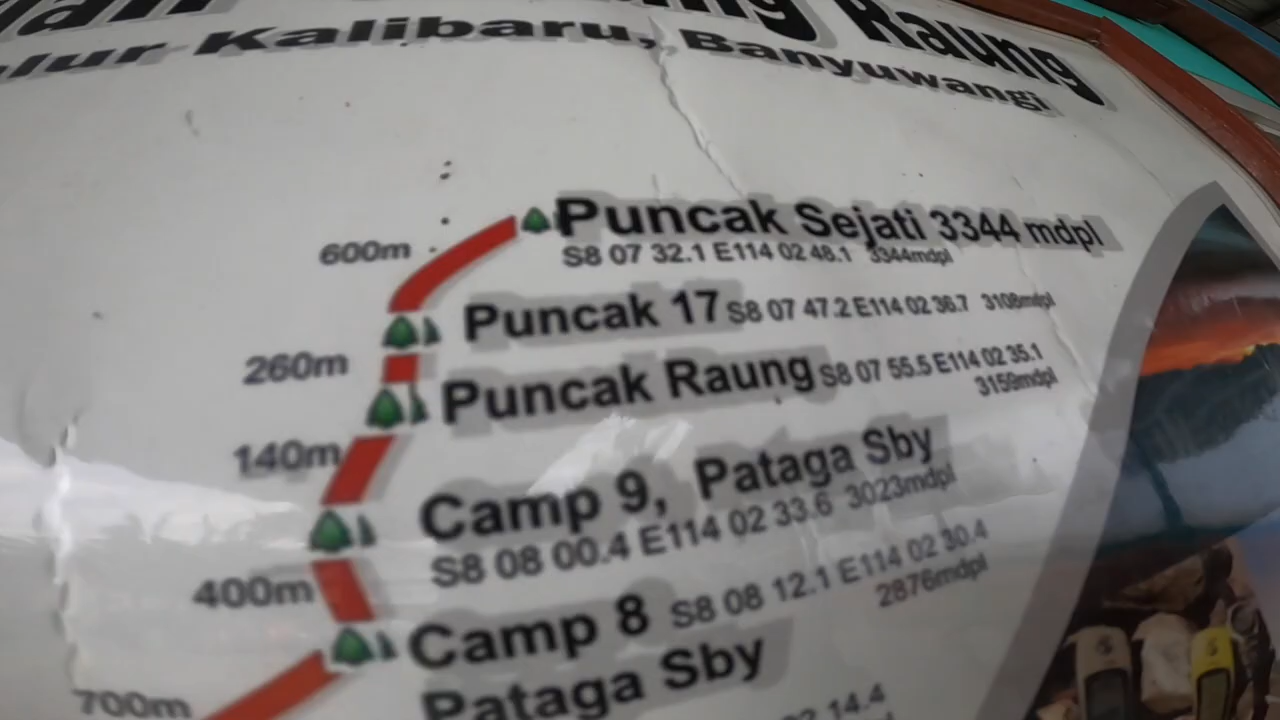 Raung
Kalibaru, Banyuwangi
Puncak Sejati 3344 mdpl
600m
S8 07 32.1 E114 02 48.1 3344mdpl
Puncak 17 S8 07 47.2 E114 02 36.7 3108mdpl
260m
Puncak Raung S8 07 55.5 E114 02 35.1
3159mdpl
140m
Camp 9, Pataga Sby
S8 08 00.4 E114 02 33.6 3023mdpl
400m
Camp 8 S8 08 12.1 E114 02 30.4
2876mdpl
Pataga Sby
700m
14.4